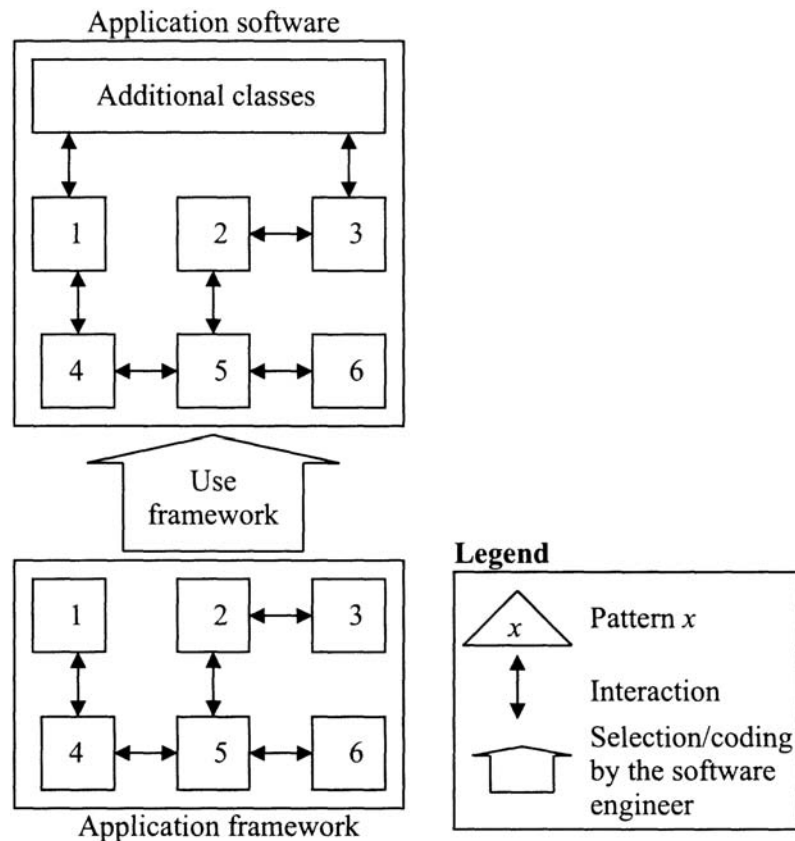 Application software
Additional classes
1 2 3
4 5 6
Use
framework
1 2 3
4 5 6
Application framework
Legend
x Pattern x
Interaction
Selection/coding
by the software
engineer